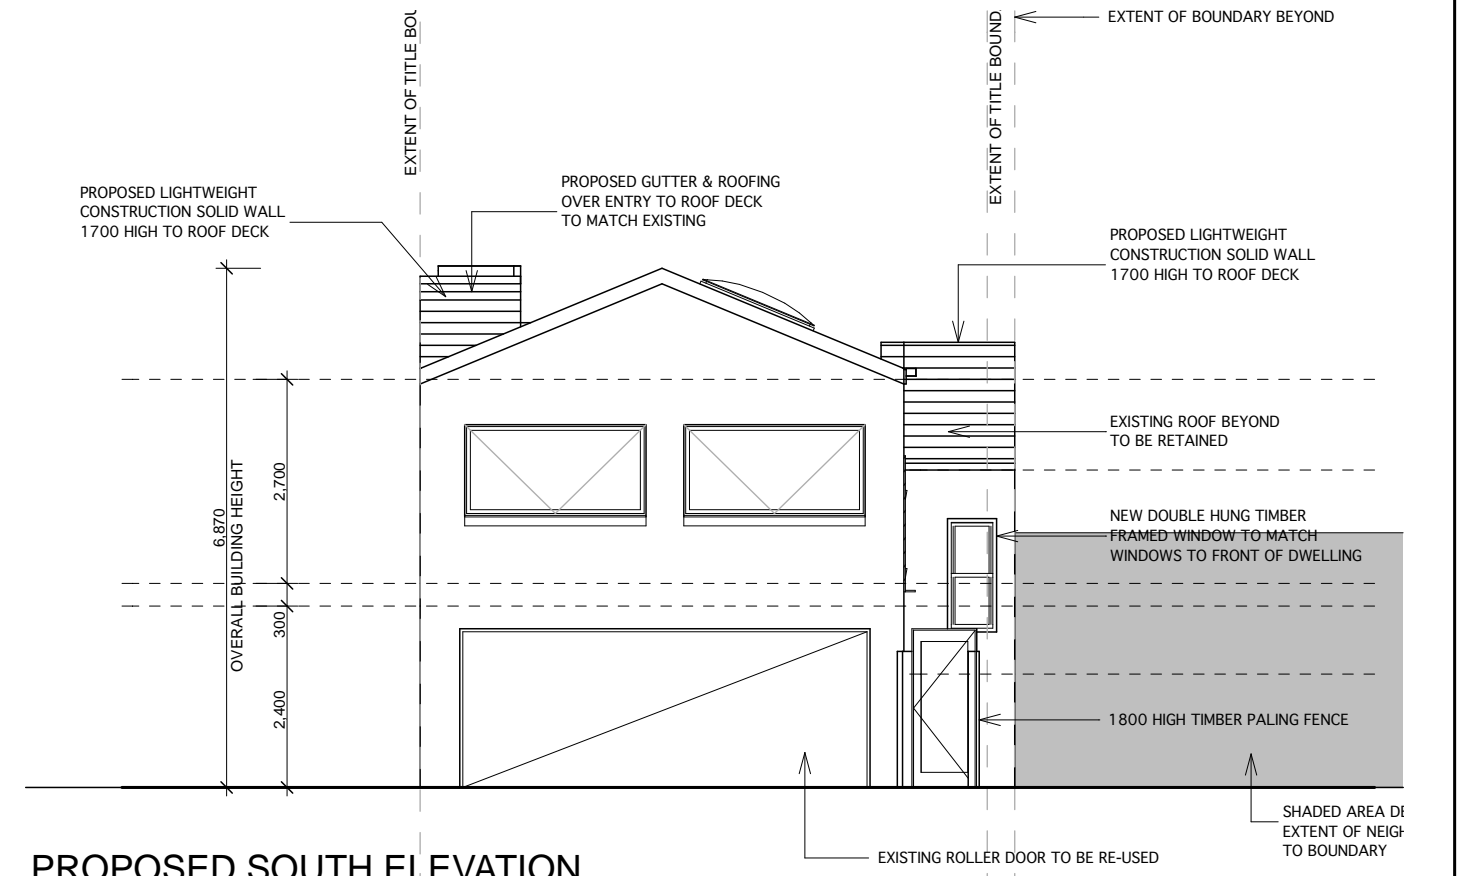 EXTENT OF BOUNDARY BEYOND
EXTENT OF TITLE
EXTENT OF TITLE
PROPOSED LIGHTWEIGHT
CONSTRUCTION SOLID WALL
1700 HIGH TO ROOF DECK
PROPOSED GUTTER & ROOFING
OVER ENTRY TO ROOF DECK
TO MATCH EXISTING
PROPOSED LIGHTWEIGHT
CONSTRUCTION SOLID WALL
1700 HIGH TO ROOF DECK
EXISTING ROOF BEYOND
TO BE RETAINED
NEW DOUBLE HUNG TIMBER
FRAMED WINDOW TO MATCH
WINDOWS TO FRONT OF DWELLING
6,870
OVERALL BUILDING HEIGHT
2,700
300
2,400
1800 HIGH TIMBER PALING FENCE
SHADED AREA
EXTENT OF
TO BOUNDARY
EXISTING ROLLER DOOR TO BE RE-USED
PROPOSED SOUTH ELEVATION